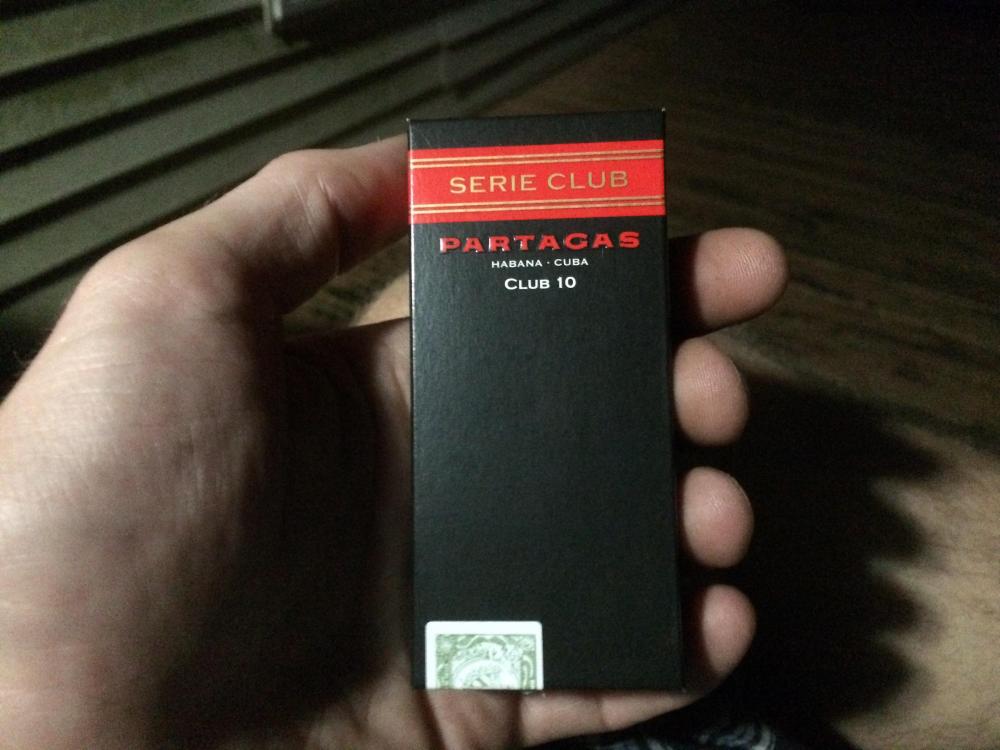 SERIE CLUB
PARTAGAS
HABANA · CUBA
CLUB 10